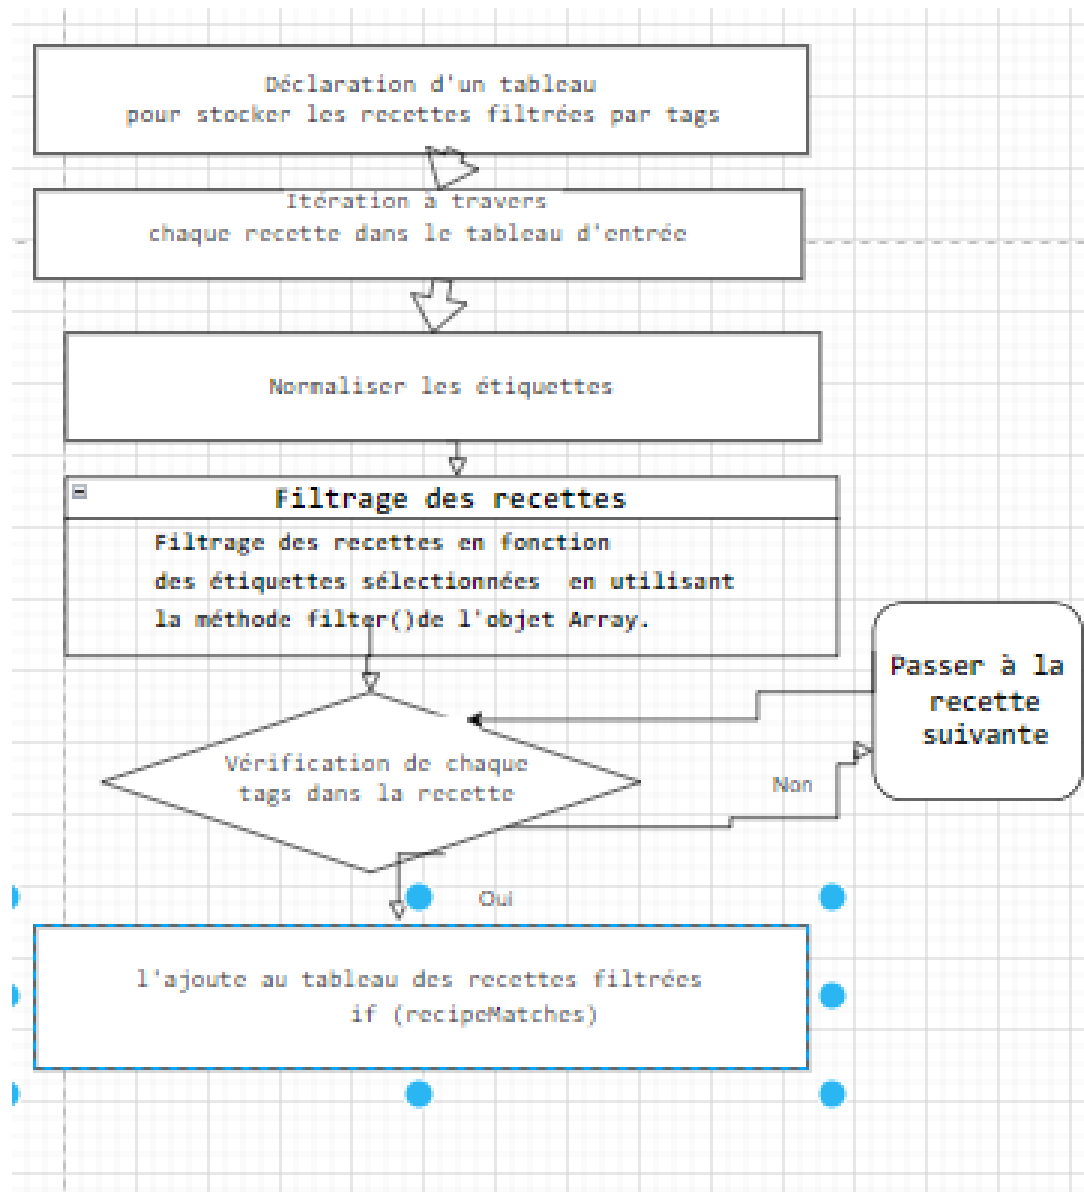 Déclaration d'un tableau
pour stocker les recettes filtrées par tags
Itération à travers
chaque recette dans le tableau d'entrée
Normaliser les étiquettes
Filtrage des recettes
Filtrage des recettes en fonction
des étiquettes sélectionnées en utilisant
la méthode filter()de l'objet Array.
Passer à la
recette
suivante
Vérification de chaque
tags dans la recette
Non
Oui
l'ajoute au tableau des recettes filtrées
if (recipeMatches)